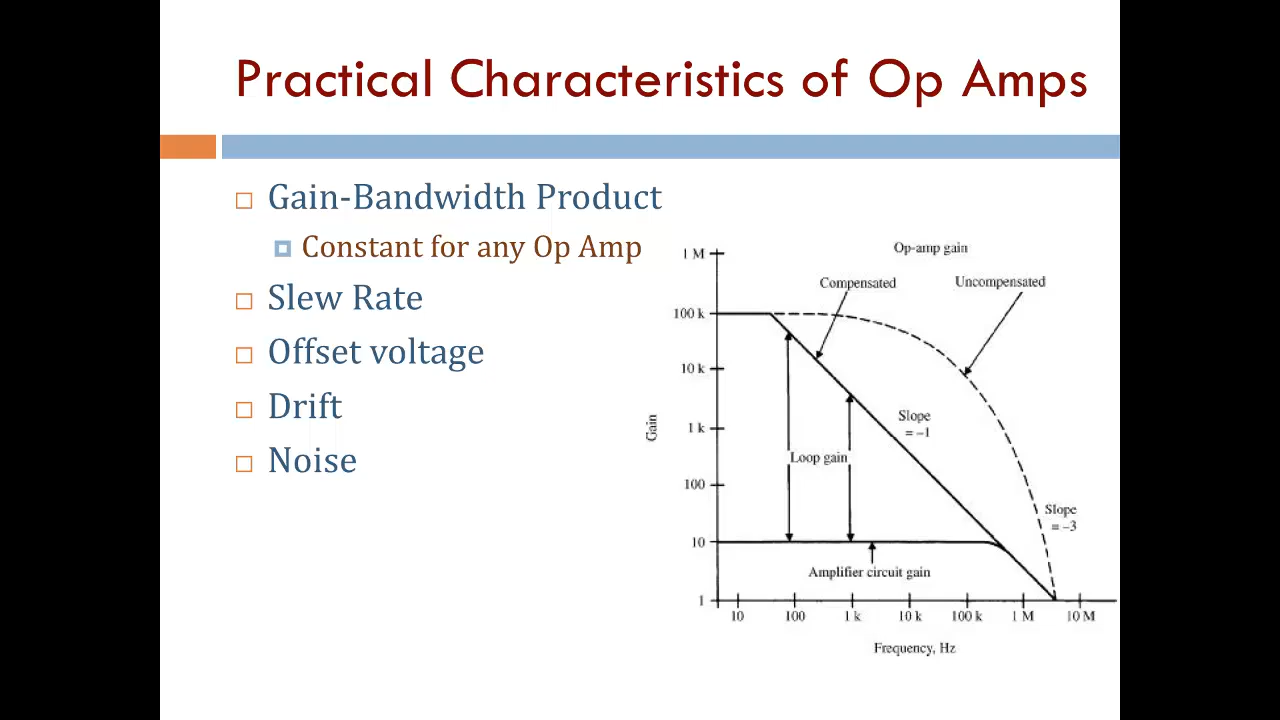 Practical Characteristics of Op Amps
Gain-Bandwidth Product
Constant for any Op Amp
Slew Rate
Offset voltage
Drift
Noise
Op-amp gain
Compensated
Uncompensated
1 M
100 k
10 k
1 k
100
10
1
Gain
Slope
= –1
Loop gain
Slope
= –3
Amplifier circuit gain
10 100 1 k 10 k 100 k 1 M 10 M
Frequency, Hz